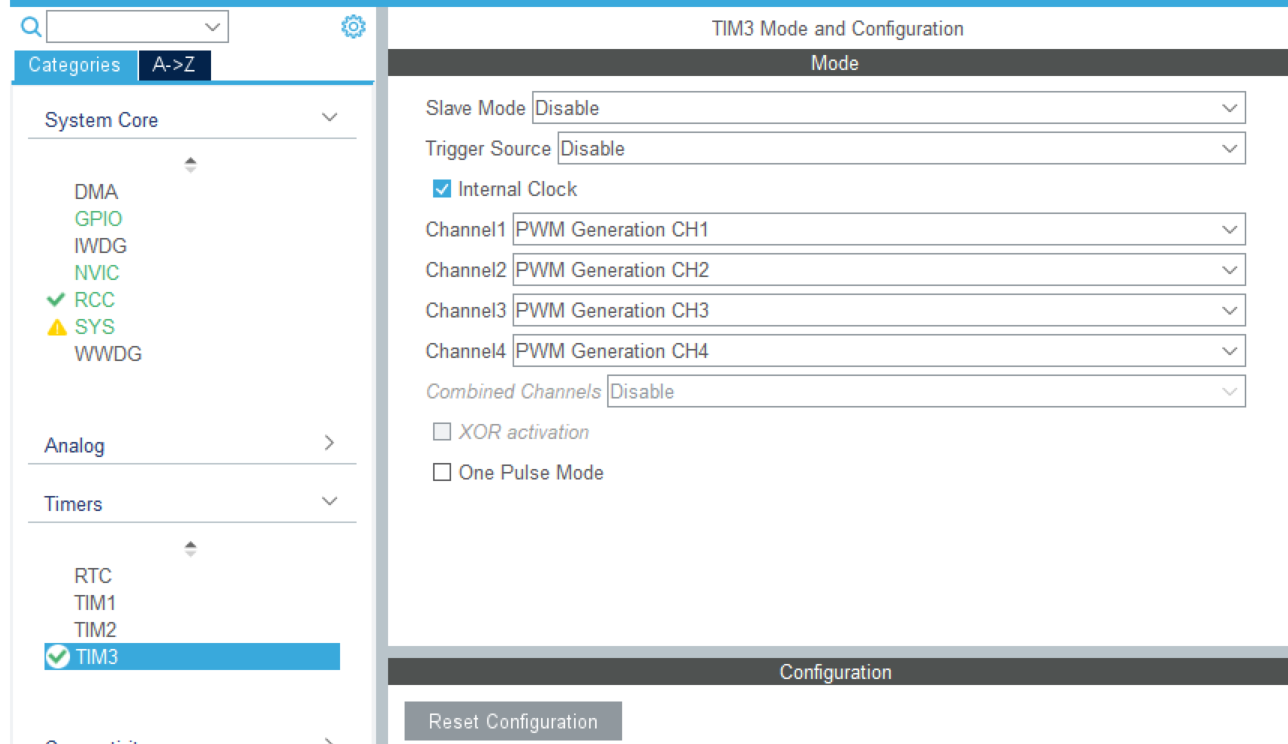 Categories A->Z
System Core
DMA
GPIO
IWDG
NVIC
RCC
SYS
WWDG
Analog
Timers
RTC
TIM1
TIM2
TIM3
TIM3 Mode and Configuration
Mode
Slave Mode Disable
Trigger Source Disable
Internal Clock
Channel1 PWM Generation CH1
Channel2 PWM Generation CH2
Channel3 PWM Generation CH3
Channel4 PWM Generation CH4
Combined Channels Disable
XOR activation
One Pulse Mode
Configuration
Reset Configuration